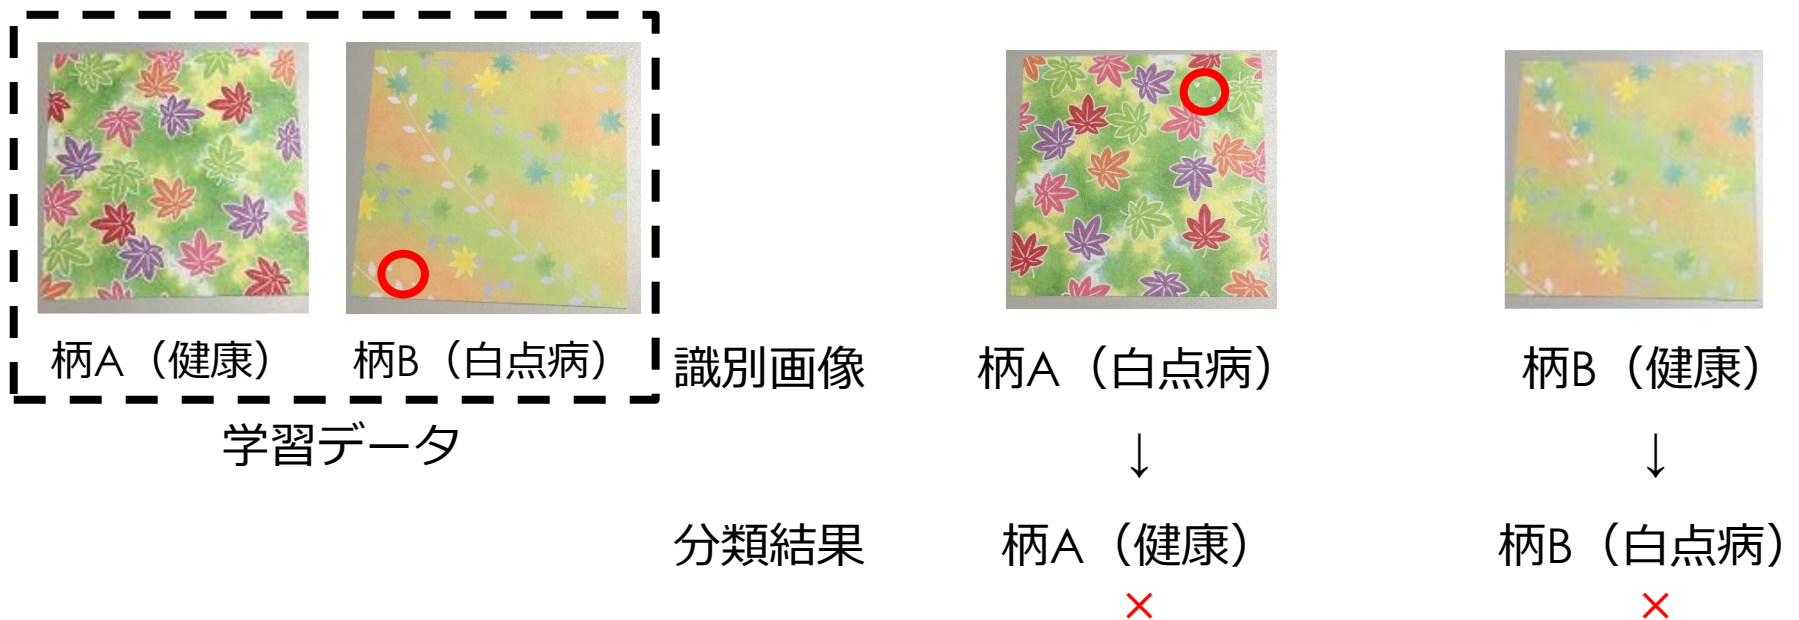 柄A（健康）
柄B（白点病）
学習データ
識別画像
柄A（白点病）
柄B（健康）
↓
↓
分類結果
柄A（健康）
柄B（白点病）
×
×